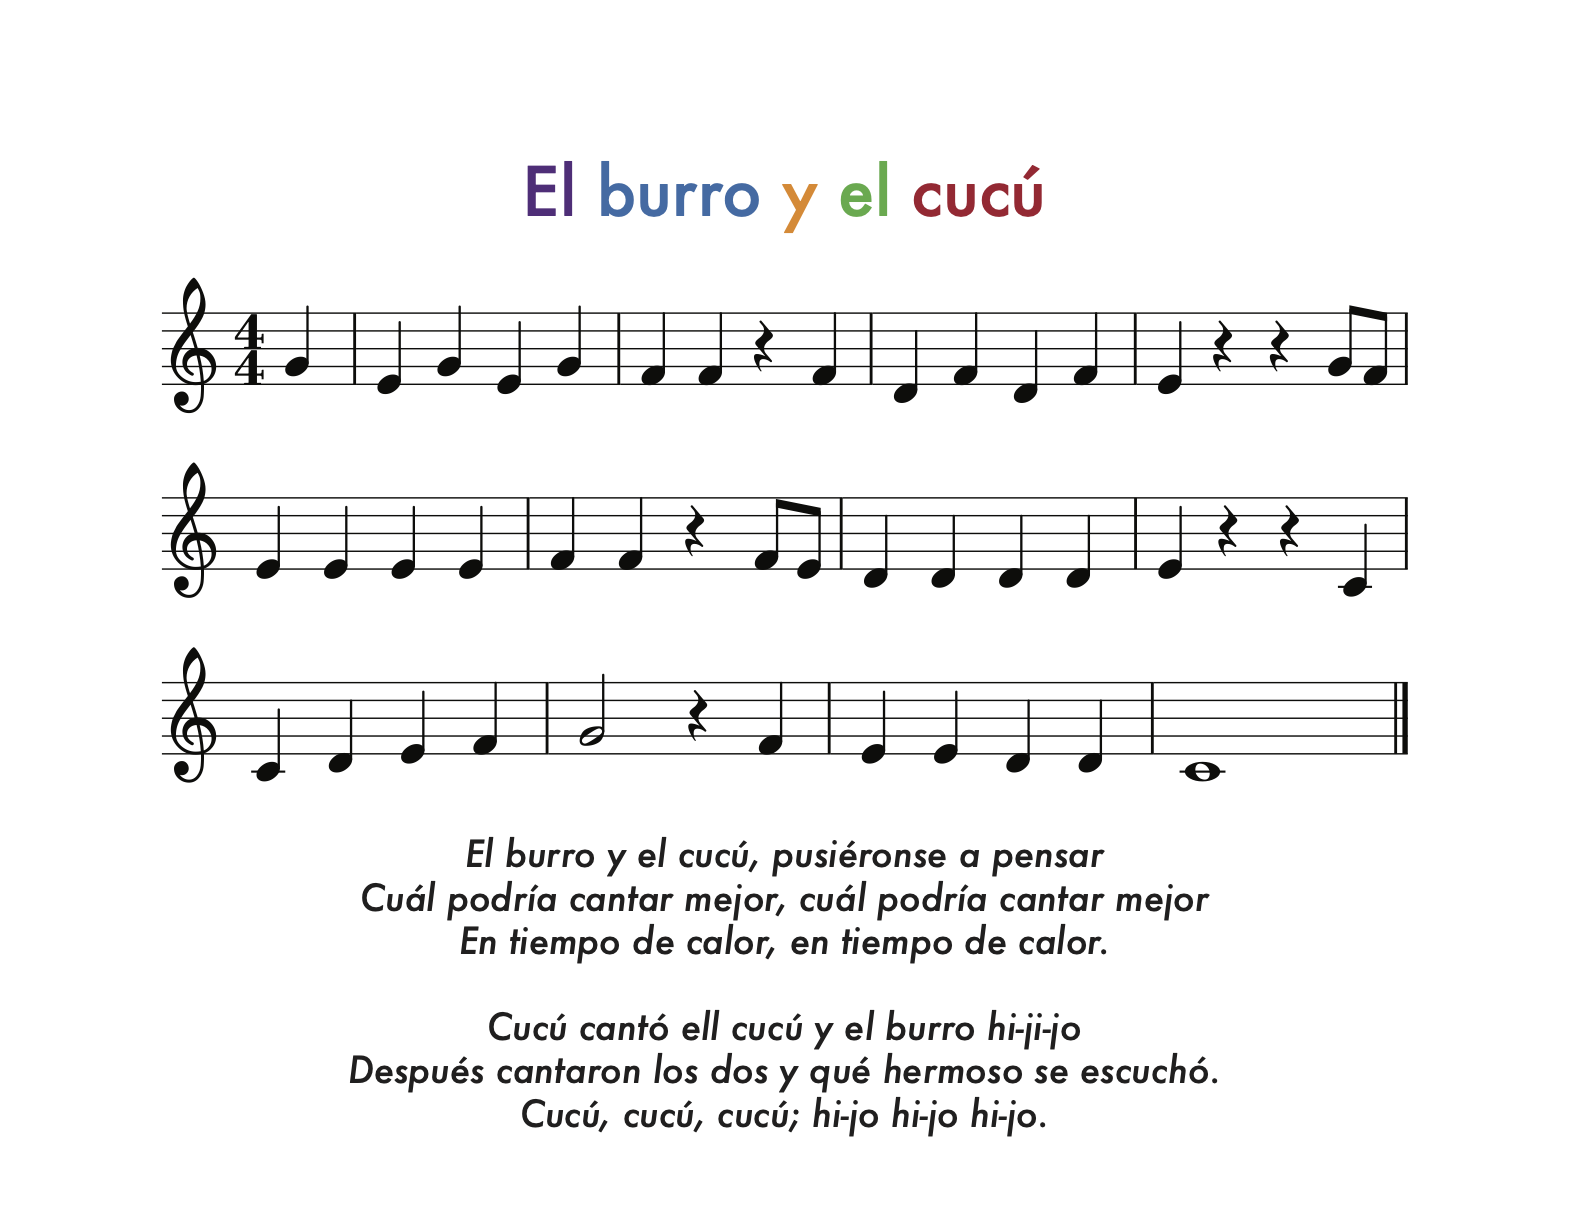 El burro y el cucú
4
4
El burro y el cucú, pusiéronse a pensar
Cuál podría cantar mejor, cuál podría cantar mejor
En tiempo de calor, en tiempo de calor.
Cucú cantó ell cucú y el burro hi-ji-jo
Después cantaron los dos y qué hermoso se escuchó.
Cucú, cucú, cucú; hi-jo hi-jo hi-jo.